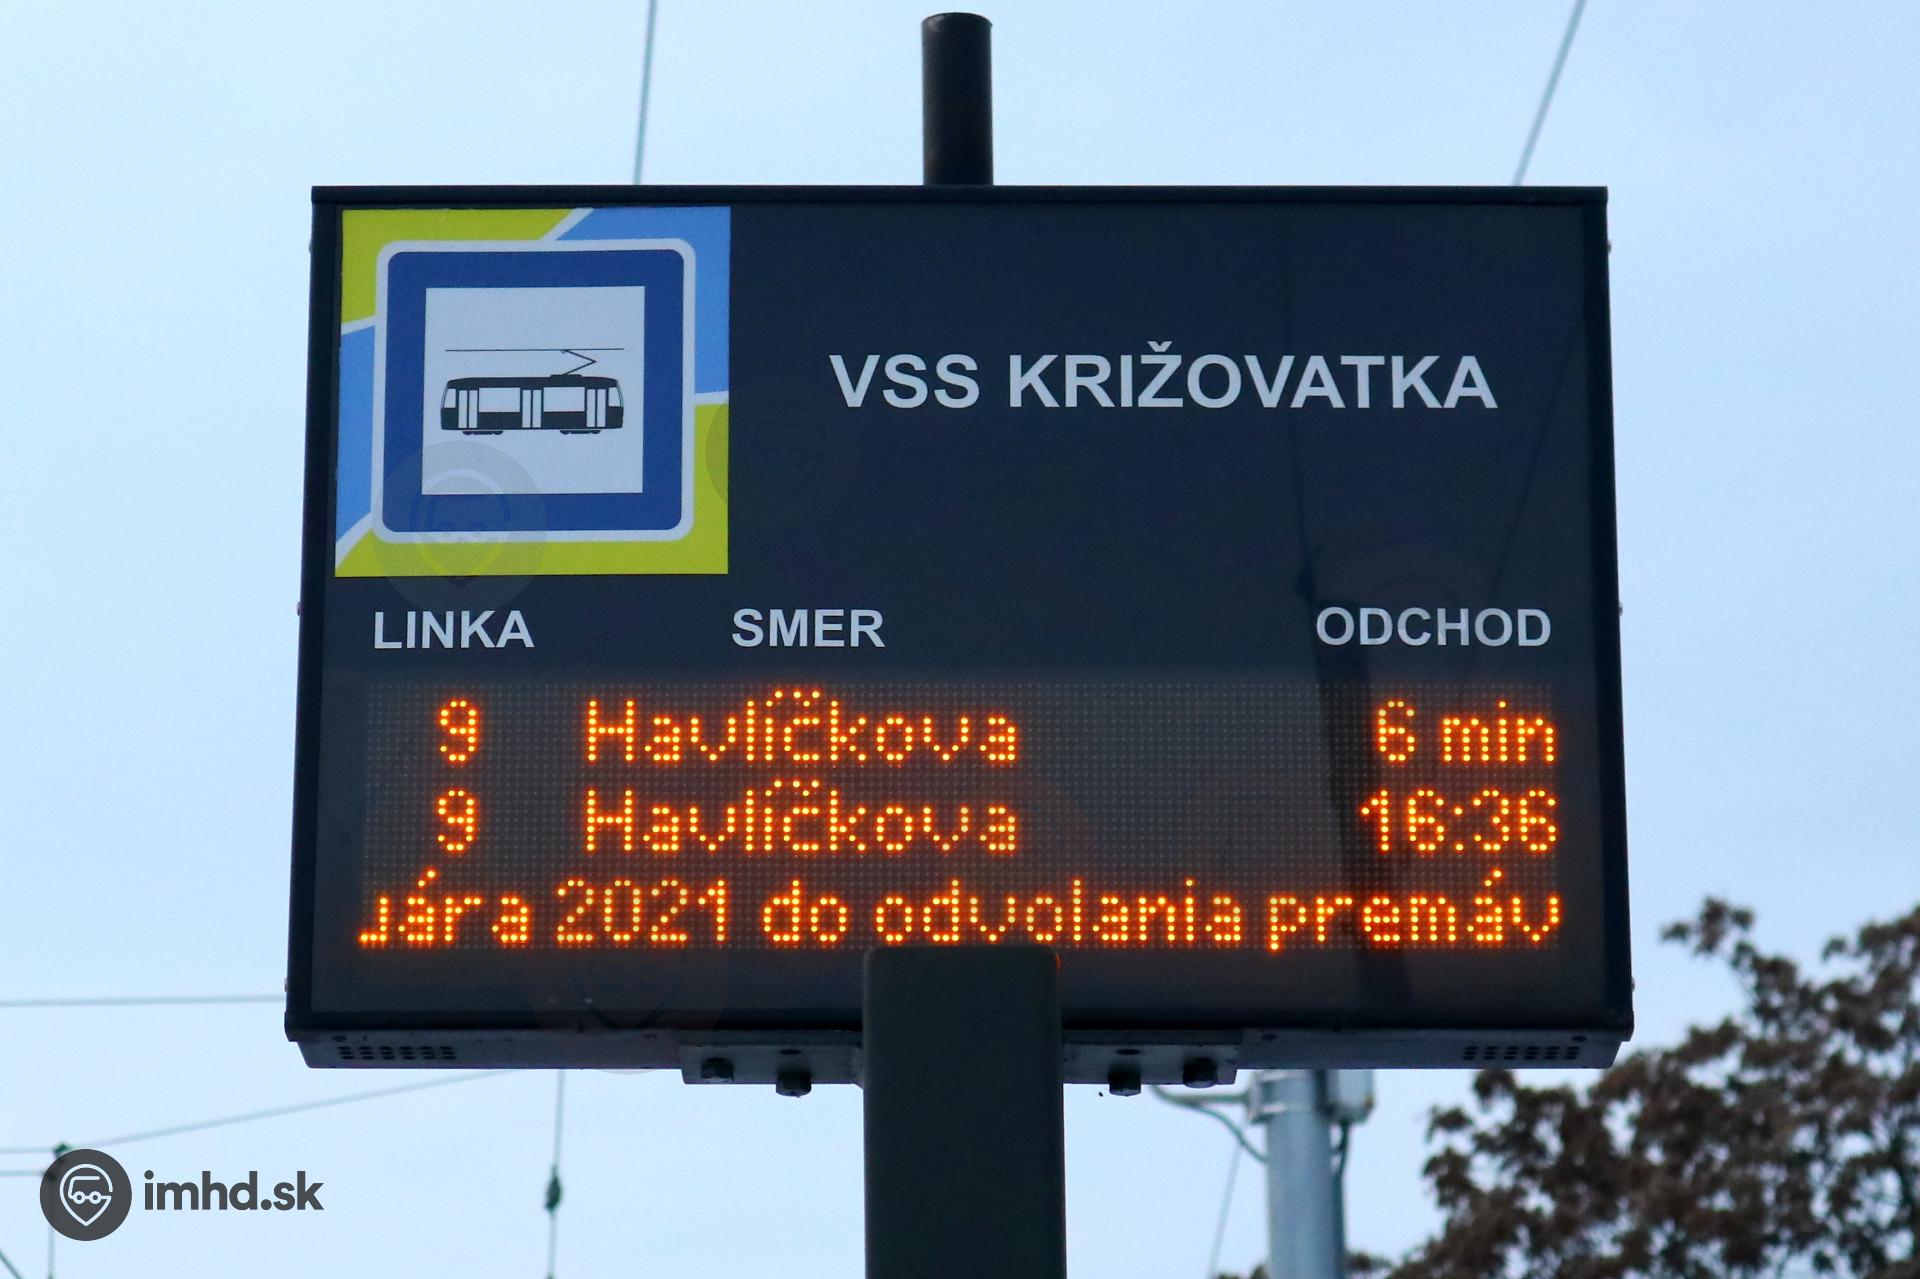 VSS KRIŽOVATKA
LINKA SMER ODCHOD
9 Havlíčkova 6 min
9 Havlíčkova 16:36
uára 2021 do odvolania premáv
imhd.sk